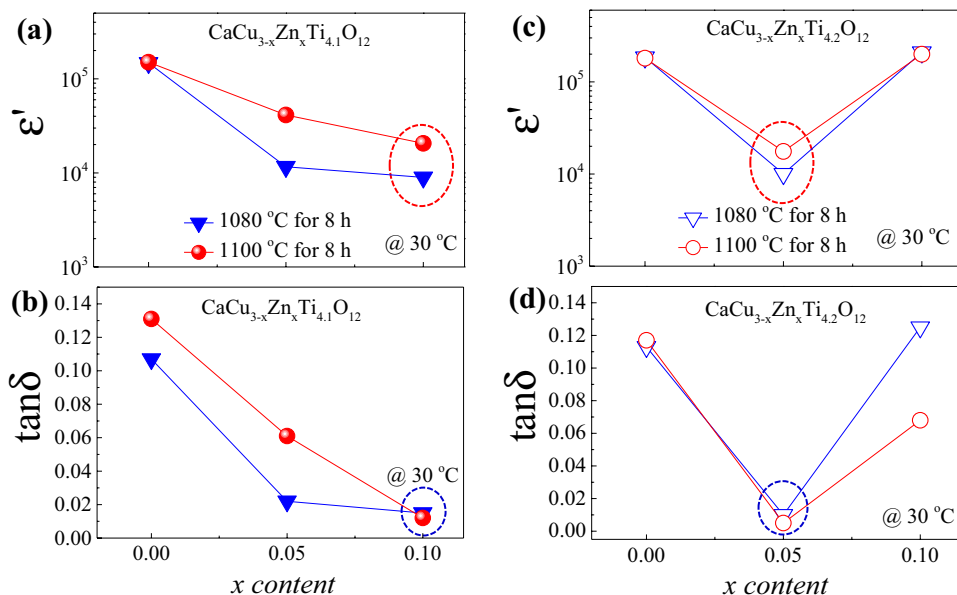 (a)
CaCu3-xZnxTi4.1O12
10^5
10^4
10^3
ε'
1080 °C for 8 h
1100 °C for 8 h
@ 30 °C
(b)
CaCu3-xZnxTi4.1O12
0.14
0.12
0.10
0.08
0.06
0.04
0.02
0.00
tanδ
@ 30 °C
0.00 0.05 0.10
x content
(c)
CaCu3-xZnxTi4.2O12
10^5
10^4
10^3
ε'
1080 °C for 8 h
1100 °C for 8 h
@ 30 °C
(d)
CaCu3-xZnxTi4.2O12
0.14
0.12
0.10
0.08
0.06
0.04
0.02
0.00
tanδ
@ 30 °C
0.00 0.05 0.10
x content